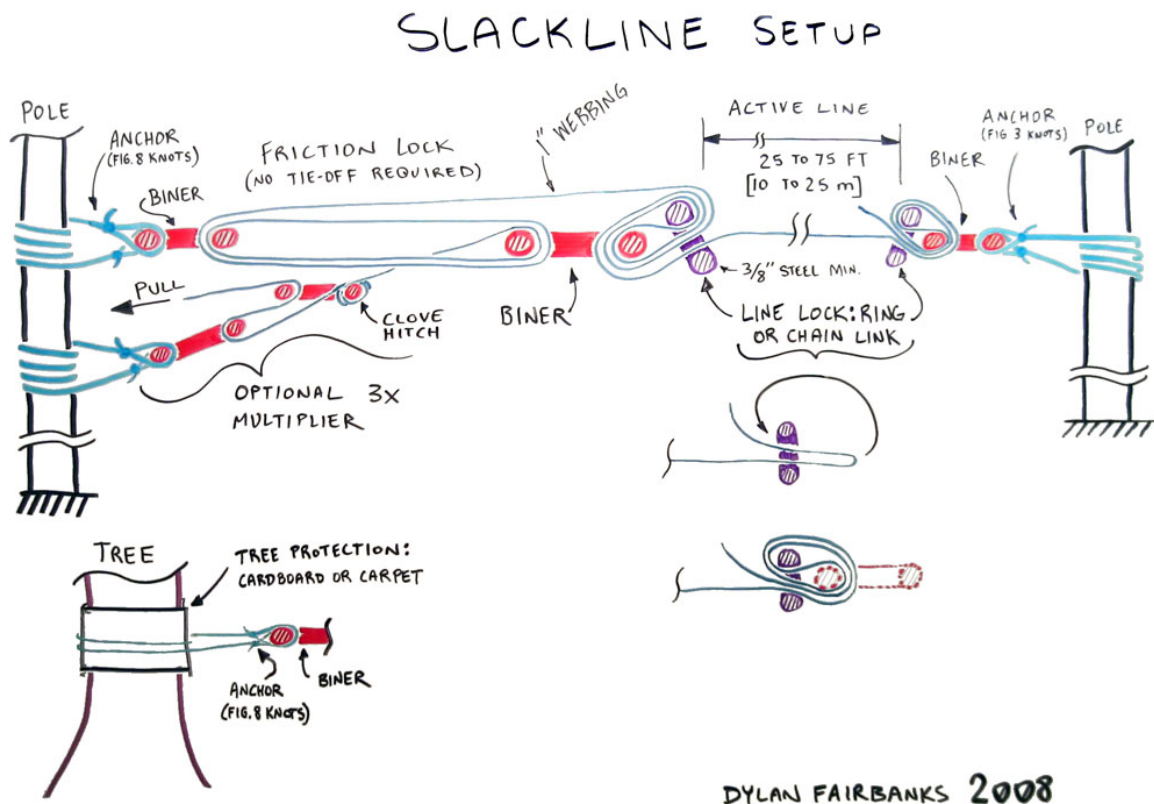 SLACKLINE SETUP
POLE
ANCHOR
(FIG. 8 KNOTS)
BINER
FRICTION LOCK
(NO TIE-OFF REQUIRED)
1" WEBBING
ACTIVE LINE
25 TO 75 FT
[10 TO 25 m]
BINER
ANCHOR
(FIG 3 KNOTS)
POLE
PULL
CLOVE
HITCH
BINER
3/8" STEEL MIN.
LINE LOCK: RING
OR CHAIN LINK
OPTIONAL 3X
MULTIPLIER
TREE
TREE PROTECTION:
CARDBOARD OR CARPET
ANCHOR
(FIG. 8 KNOTS)
BINER
DYLAN FAIRBANKS 2008